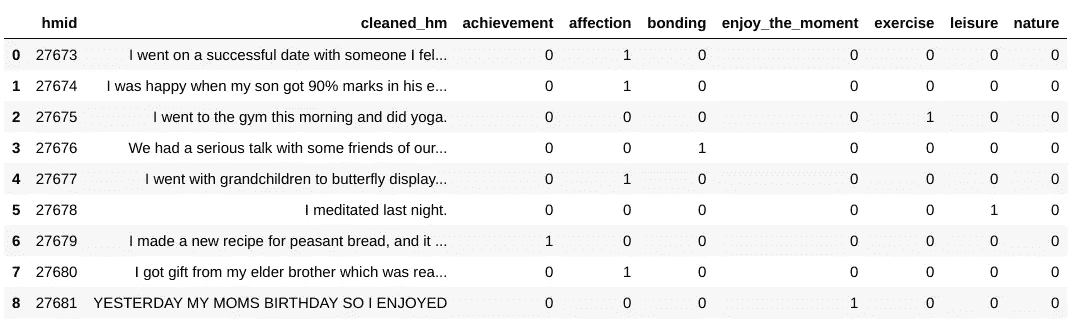 hmid cleaned_hm achievement affection bonding enjoy_the_moment exercise leisure nature
0 27673 I went on a successful date with someone I fel... 0 1 0 0 0 0 0
1 27674 I was happy when my son got 90% marks in his e... 0 1 0 0 0 0 0
2 27675 I went to the gym this morning and did yoga. 0 0 0 0 1 0 0
3 27676 We had a serious talk with some friends of our... 0 0 1 0 0 0 0
4 27677 I went with grandchildren to butterfly display... 0 1 0 0 0 0 0
5 27678 I meditated last night. 0 0 0 0 0 1 0
6 27679 I made a new recipe for peasant bread, and it ... 1 0 0 0 0 0 0
7 27680 I got gift from my elder brother which was rea... 0 1 0 0 0 0 0
8 27681 YESTERDAY MY MOMS BIRTHDAY SO I ENJOYED 0 0 0 1 0 0 0